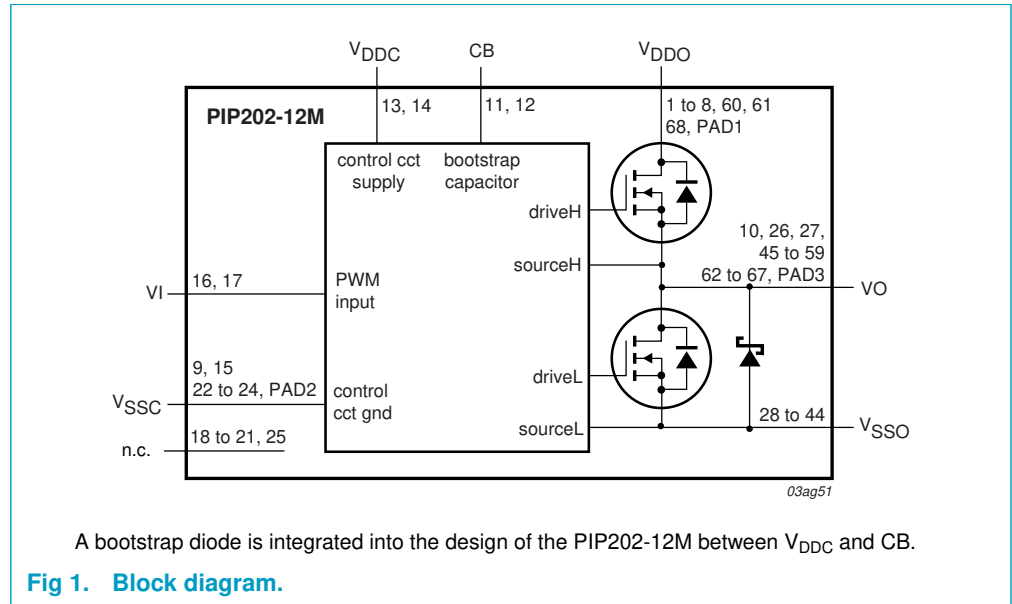 VDDC
CB
VDDO
PIP202-12M
13, 14
11, 12
1 to 8, 60, 61
68, PAD1
control cct
supply
bootstrap
capacitor
driveH
10, 26, 27,
45 to 59
62 to 67, PAD3
sourceH
VI
16, 17
PWM
input
VO
9, 15
22 to 24, PAD2
VSSC
control
cct gnd
driveL
sourceL
28 to 44
VSSO
n.c.
18 to 21, 25
03ag51
A bootstrap diode is integrated into the design of the PIP202-12M between VDDC and CB.
Fig 1. Block diagram.